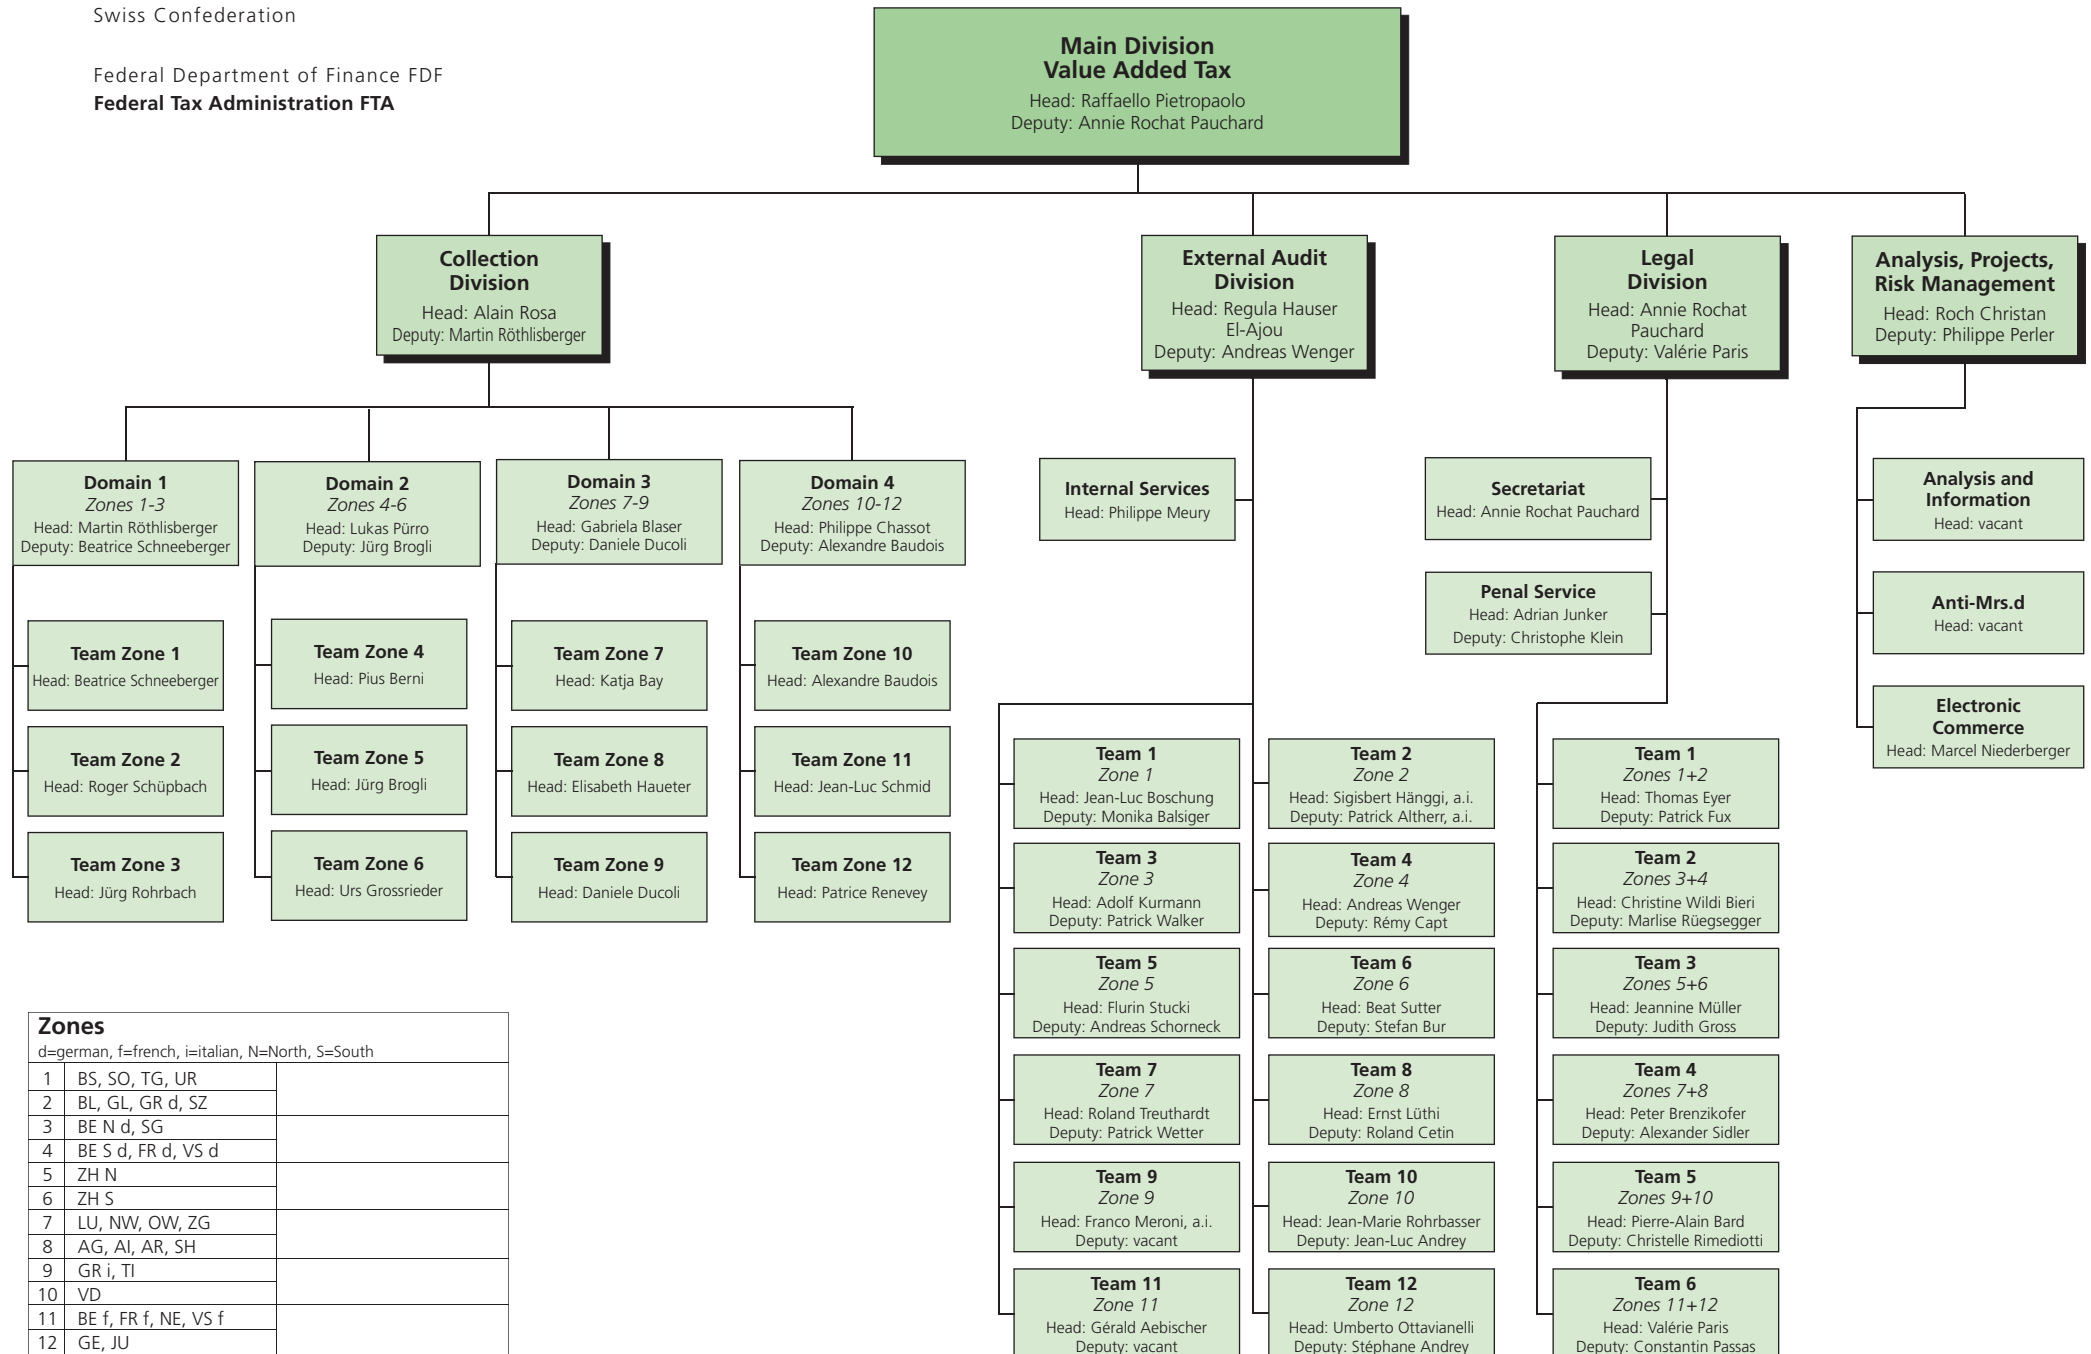 Swiss Confederation
Federal Department of Finance FDF
Federal Tax Administration FTA
Main Division
Value Added Tax
Head: Raffaello Pietropaolo
Deputy: Annie Rochat Pauchard
Collection
Division
Head: Alain Rosa
Deputy: Martin Röthlisberger
External Audit
Division
Head: Regula Hauser
El-Ajou
Deputy: Andreas Wenger
Legal
Division
Head: Annie Rochat
Pauchard
Deputy: Valérie Paris
Analysis, Projects,
Risk Management
Head: Roch Christan
Deputy: Philippe Perler
Domain 1
Zones 1-3
Head: Martin Röthlisberger
Deputy: Beatrice Schneeberger
Domain 2
Zones 4-6
Head: Lukas Pürro
Deputy: Jürg Brogli
Domain 3
Zones 7-9
Head: Gabriela Blaser
Deputy: Daniele Ducoli
Domain 4
Zones 10-12
Head: Philippe Chassot
Deputy: Alexandre Baudois
Team Zone 1
Head: Beatrice Schneeberger
Team Zone 2
Head: Roger Schüpbach
Team Zone 3
Head: Jürg Rohrbach
Team Zone 4
Head: Pius Berni
Team Zone 5
Head: Jürg Brogli
Team Zone 6
Head: Urs Grossrieder
Team Zone 7
Head: Katja Bay
Team Zone 8
Head: Elisabeth Haueter
Team Zone 9
Head: Daniele Ducoli
Team Zone 10
Head: Alexandre Baudois
Team Zone 11
Head: Jean-Luc Schmid
Team Zone 12
Head: Patrice Renevey
Internal Services
Head: Philippe Meury
Team 1
Zone 1
Head: Jean-Luc Boschung
Deputy: Monika Balsiger
Team 2
Zone 2
Head: Sigisbert Hänggi, a.i.
Deputy: Patrick Altherr, a.i.
Team 3
Zone 3
Head: Adolf Kurmann
Deputy: Patrick Walker
Team 4
Zone 4
Head: Andreas Wenger
Deputy: Rémy Capt
Team 5
Zone 5
Head: Flurin Stucki
Deputy: Andreas Schorneck
Team 6
Zone 6
Head: Beat Sutter
Deputy: Stefan Bur
Team 7
Zone 7
Head: Roland Treuthardt
Deputy: Patrick Wetter
Team 8
Zone 8
Head: Ernst Lüthi
Deputy: Roland Cetin
Team 9
Zone 9
Head: Franco Meroni, a.i.
Deputy: vacant
Team 10
Zone 10
Head: Jean-Marie Rohrbasser
Deputy: Jean-Luc Andrey
Team 11
Zone 11
Head: Gérald Aebischer
Deputy: vacant
Team 12
Zone 12
Head: Umberto Ottavianelli
Deputy: Stéphane Andrey
Secretariat
Head: Annie Rochat Pauchard
Penal Service
Head: Adrian Junker
Deputy: Christophe Klein
Team 1
Zones 1+2
Head: Thomas Eyer
Deputy: Patrick Fux
Team 2
Zones 3+4
Head: Christine Wildi Bieri
Deputy: Marlise Rüegsegger
Team 3
Zones 5+6
Head: Jeannine Müller
Deputy: Judith Gross
Team 4
Zones 7+8
Head: Peter Brenzikofer
Deputy: Alexander Sidler
Team 5
Zones 9+10
Head: Pierre-Alain Bard
Deputy: Christelle Rimediotti
Team 6
Zones 11+12
Head: Valérie Paris
Deputy: Constantin Passas
Analysis and
Information
Head: vacant
Anti-Mrs.d
Head: vacant
Electronic
Commerce
Head: Marcel Niederberger
Zones
d=german, f=french, i=italian, N=North, S=South
1 BS, SO, TG, UR
2 BL, GL, GR d, SZ
3 BE N d, SG
4 BE S d, FR d, VS d
5 ZH N
6 ZH S
7 LU, NW, OW, ZG
8 AG, AI, AR, SH
9 GR i, TI
10 VD
11 BE f, FR f, NE, VS f
12 GE, JU